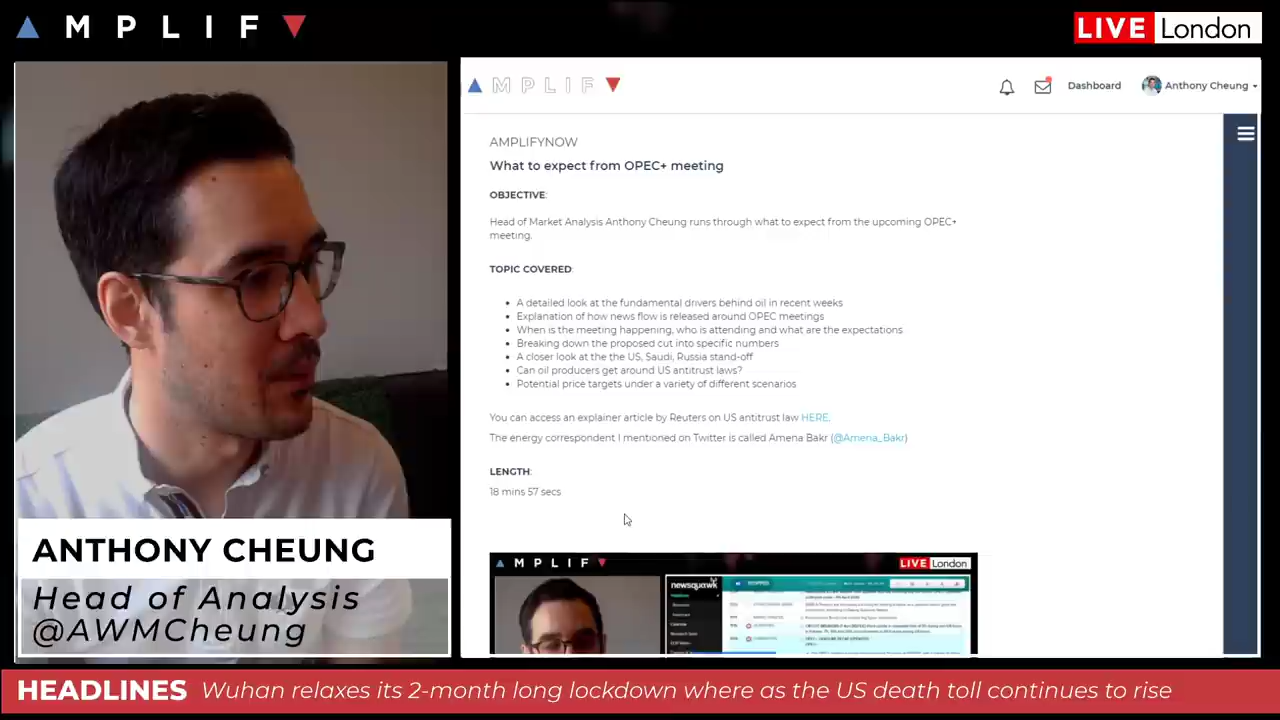 MPLIF
LIVE London
MPLIF
Dashboard
Anthony Cheung
AMPLIFYNOW
What to expect from OPEC+ meeting
OBJECTIVE:
Head of Market Analysis Anthony Cheung runs through what to expect from the upcoming OPEC+
meeting.
TOPIC COVERED:
A detailed look at the fundamental drivers behind oil in recent weeks
Explanation of how news flow is released around OPEC meetings
When is the meeting happening, who is attending and what are the expectations
Breaking down the proposed cut into specific numbers
A closer look at the the US, Saudi, Russia stand-off
Can oil producers get around US antitrust laws?
Potential price targets under a variety of different scenarios
You can access an explainer article by Reuters on US antitrust law HERE.
The energy correspondent I mentioned on Twitter is called Amena Bakr (@Amena_Bakr)
LENGTH:
18 mins 57 secs
MPLIF
LIVE London
newsquawk
ANTHONY CHEUNG
Head of Analysis
@AWMCheung
HEADLINES Wuhan relaxes its 2-month long lockdown where as the US death toll continues to rise